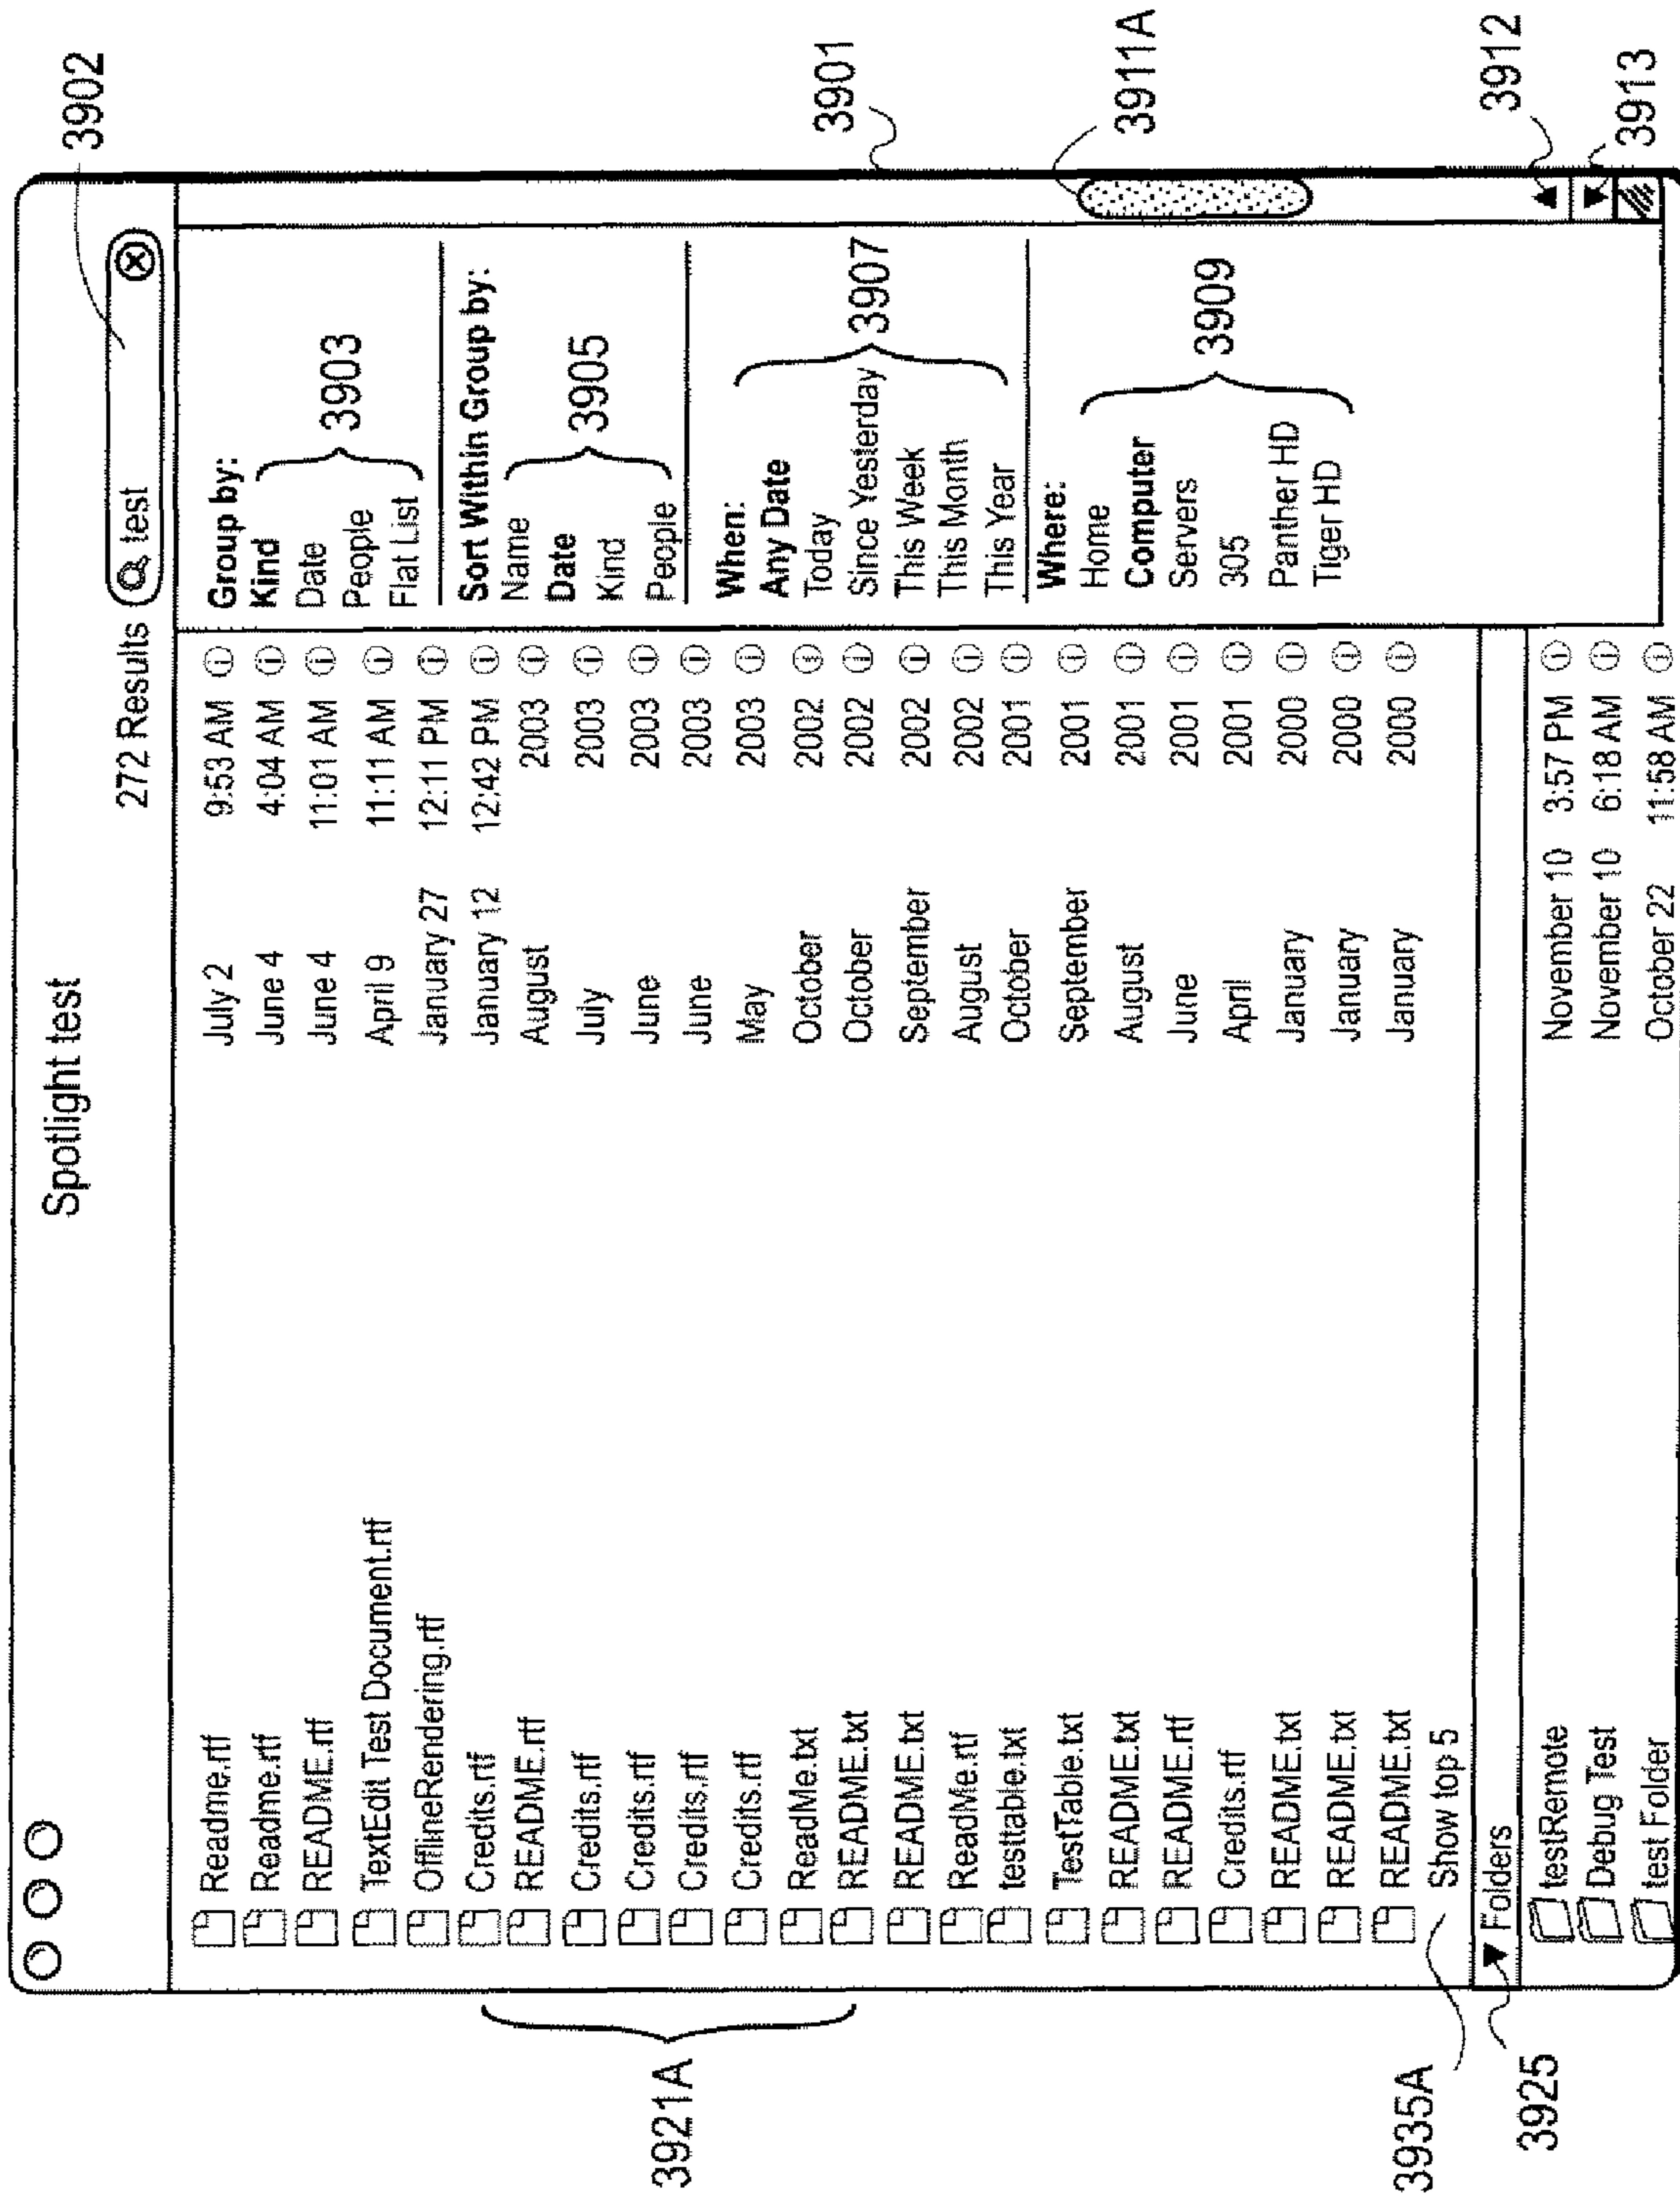 Spotlight test
3902
272 Results test
Readme.rtf July 2 9:53 AM
Readme.rtf June 4 4:04 AM
README.rtf June 4 11:01 AM
TextEdit Test Document.rtf April 9 11:11 AM
OfflineRendering.rtf January 27 12:11 PM
Credits.rtf January 12 12:42 PM
README.rtf August 2003
Credits.rtf July 2003
Credits.rtf June 2003
Credits.rtf June 2003
Credits.rtf May 2003
ReadMe.txt October 2002
README.txt October 2002
README.txt September 2002
ReadMe.rtf August 2002
testtable.txt October 2001
TestTable.txt September 2001
README.txt August 2001
README.rtf June 2001
Credits.rtf April 2001
README.txt January 2000
README.txt January 2000
README.txt January 2000
Show top 5
Folders
testRemote November 10 3:57 PM
Debug Test November 10 6:18 AM
test Folder October 22 11:58 AM
Group by:
Kind
Date
People
Flat List
3903
Sort Within Group by:
Name
Date
Kind
People
3905
When:
Any Date
Today
Since Yesterday
This Week
This Month
This Year
3907
Where:
Home
Computer
Servers
305
Panther HD
Tiger HD
3909
3901
3911A
3912
3913
3921A
3935A
3925